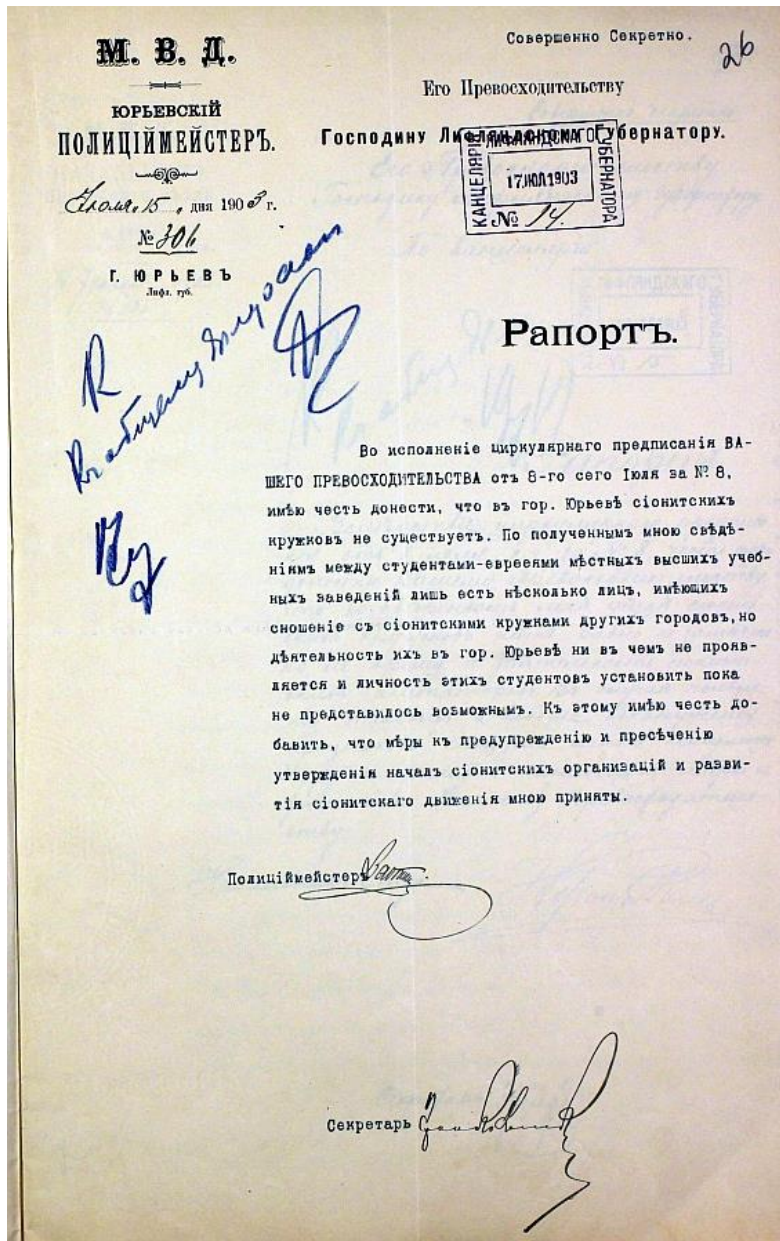 Совершенно Секретно.
26
М. В. Д.
ЮРЬЕВСКІЙ
ПОЛИЦІЙМЕЙСТЕРЪ.
Іюля 15 дня 1903 г.
№ 306
Г. ЮРЬЕВЪ
Лифл. губ.
Его Превосходительству
Господину Лифляндскому Губернатору.
КАНЦЕЛЯРІЯ ЛИФЛЯНДСКАГО ГУБЕРНАТОРА
17 ІЮЛ 1903
№ 14.
Рапортъ.
Во исполненіе циркулярнаго предписанія ВА-
ШЕГО ПРЕВОСХОДИТЕЛЬСТВА отъ 8-го сего Іюля за № 8,
имѣю честь донести, что въ гор. Юрьевѣ сіонитскихъ
кружковъ не существуетъ. По полученнымъ мною свѣдѣ-
ніямъ между студентами-евреями мѣстныхъ высшихъ учеб-
ныхъ заведеній лишь есть нѣсколько лицъ, имѣющихъ
сношеніе съ сіонитскими кружками другихъ городовъ, но
дѣятельность ихъ въ гор. Юрьевѣ ни въ чемъ не прояв-
ляется и личность этихъ студентовъ установить пока
не представилось возможнымъ. Къ этому имѣю честь до-
бавить, что мѣры къ предупрежденію и пресѣченію
утвержденія началъ сіонитскихъ организацій и разви-
тія сіонитскаго движенія мною приняты.
Полиціймейстеръ
Секретарь